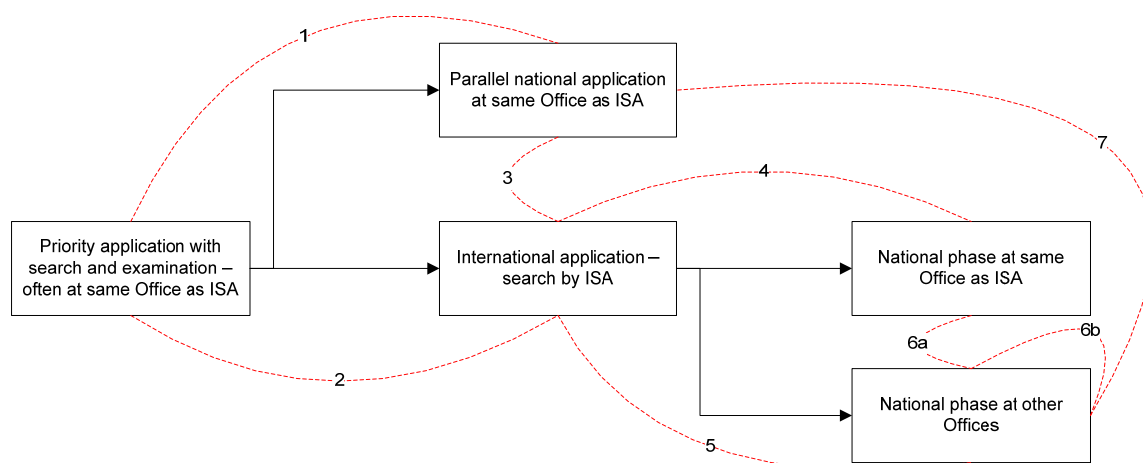 1
Parallel national application
at same Office as ISA
7
3
4
Priority application with
search and examination –
often at same Office as ISA
International application –
search by ISA
National phase at same
Office as ISA
6a
6b
2
National phase at other
Offices
5